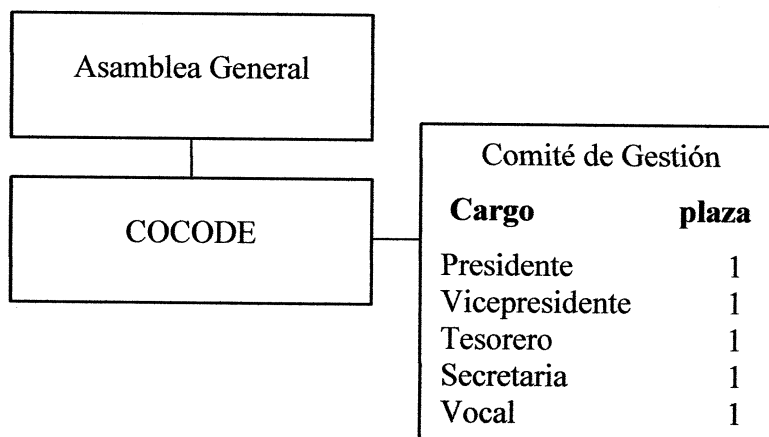 Asamblea General
COCODE
Comité de Gestión
Cargo plaza
Presidente 1
Vicepresidente 1
Tesorero 1
Secretaria 1
Vocal 1